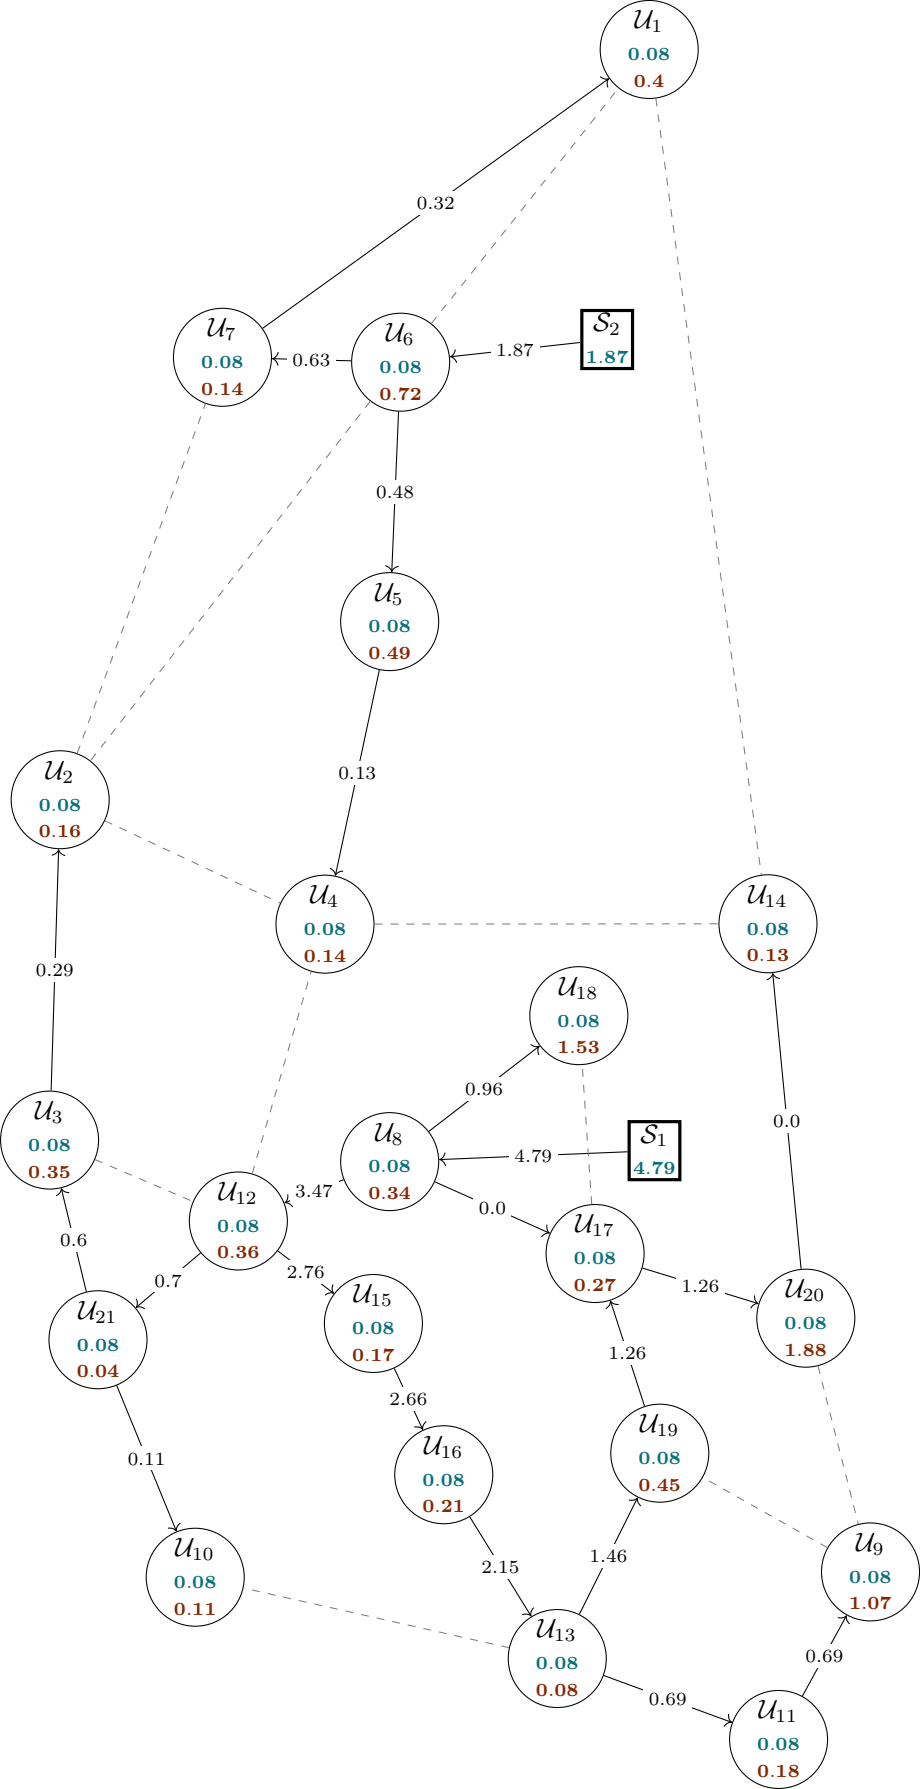 𝒰₁
0.08
0.4
0.32
𝒰₇
0.08
0.14
0.63
𝒰₆
0.08
0.72
1.87
𝒮₂
1.87
0.48
𝒰₅
0.08
0.49
0.13
𝒰₂
0.08
0.16
𝒰₄
0.08
0.14
𝒰₁₄
0.08
0.13
0.29
𝒰₁₈
0.08
1.53
0.96
0.0
𝒰₃
0.08
0.35
𝒰₈
0.08
0.34
4.79
𝒮₁
4.79
3.47
𝒰₁₂
0.08
0.36
0.0
𝒰₁₇
0.08
0.27
0.6
0.7
2.76
1.26
𝒰₂₀
0.08
1.88
𝒰₂₁
0.08
0.04
𝒰₁₅
0.08
0.17
1.26
2.66
0.11
𝒰₁₆
0.08
0.21
𝒰₁₉
0.08
0.45
𝒰₁₀
0.08
0.11
2.15
1.46
𝒰₉
0.08
1.07
𝒰₁₃
0.08
0.08
0.69
0.69
𝒰₁₁
0.08
0.18